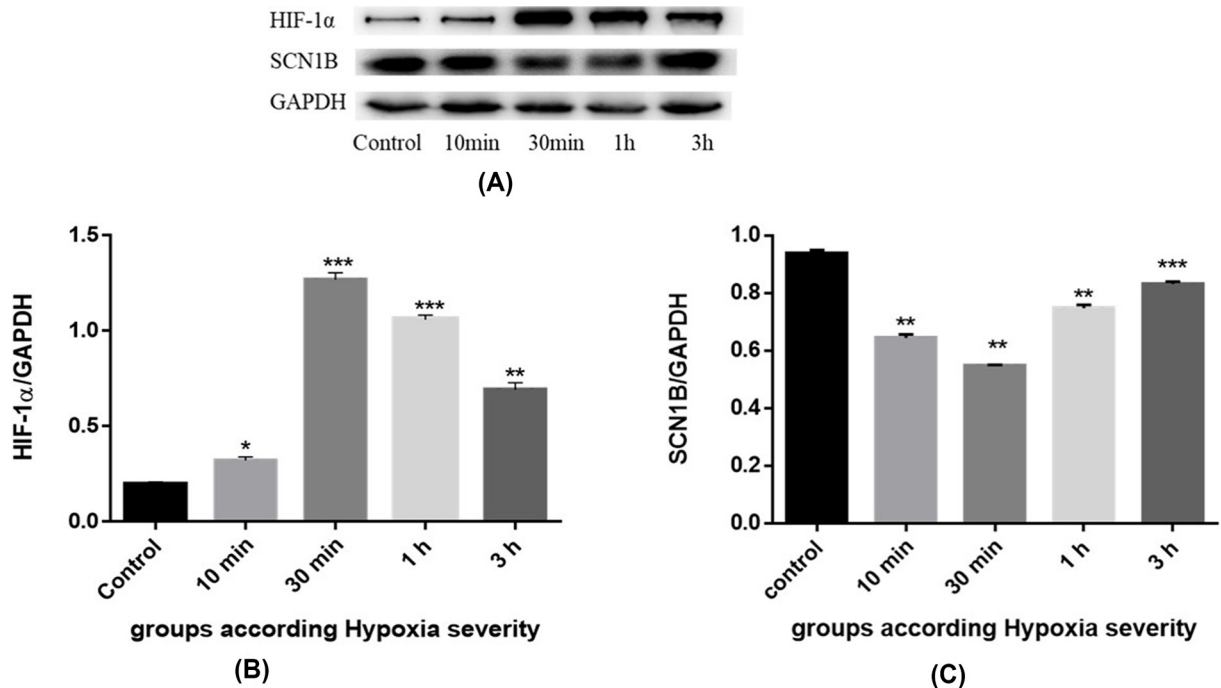 HIF-1α
SCN1B
GAPDH
Control 10min 30min 1h 3h
(A)
HIF-1α/GAPDH
1.5
1.0
0.5
0.0
*
***
***
**
Control 10 min 30 min 1 h 3 h
groups according Hypoxia severity
(B)
SCN1B/GAPDH
1.0
0.8
0.6
0.4
0.2
0.0
**
**
**
***
control 10 min 30 min 1 h 3 h
groups according Hypoxia severity
(C)